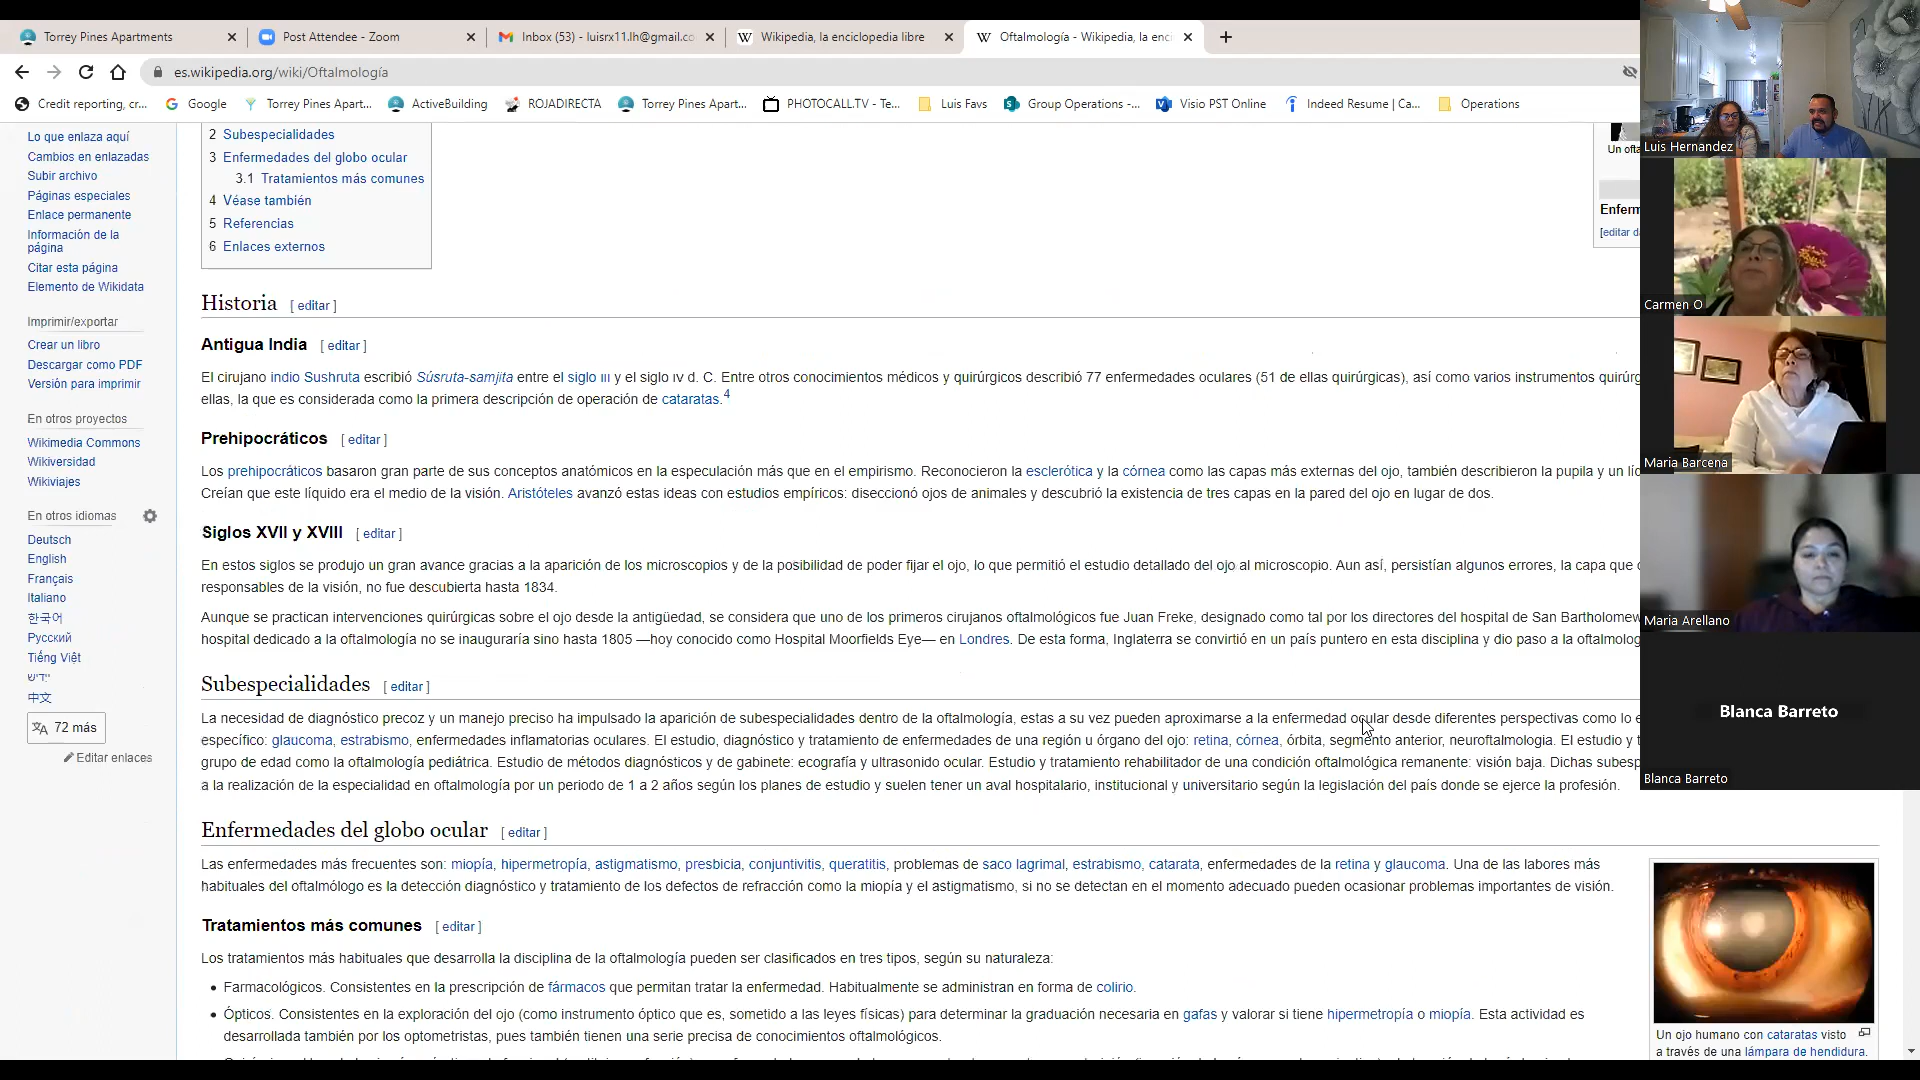 Torrey Pines Apartments
Post Attendee - Zoom
Inbox (53) - luisrx11.lh@gmail.co
Wikipedia, la enciclopedia libre
Oftalmología - Wikipedia, la enc
es.wikipedia.org/wiki/Oftalmología
Credit reporting, cr...
Google
Torrey Pines Apart...
ActiveBuilding
ROJADIRECTA
Torrey Pines Apart...
PHOTOCALL.TV - Te...
Luis Favs
Group Operations -...
Visio PST Online
Indeed Resume | Ca...
Operations
Lo que enlaza aquí
Cambios en enlazadas
Subir archivo
Páginas especiales
Enlace permanente
Información de la
página
Citar esta página
Elemento de Wikidata
Imprimir/exportar
Crear un libro
Descargar como PDF
Versión para imprimir
En otros proyectos
Wikimedia Commons
Wikiversidad
Wikiviajes
En otros idiomas
Deutsch
English
Français
Italiano
한국어
Русский
Tiếng Việt
ייִדיש
中文
72 más
Editar enlaces
2 Subespecialidades
3 Enfermedades del globo ocular
3.1 Tratamientos más comunes
4 Véase también
5 Referencias
6 Enlaces externos
Un ofta
Enferm
[editar da
Historia [ editar ]
Antigua India [ editar ]
El cirujano indio Sushruta escribió Súsruta-samjita entre el siglo III y el siglo IV d. C. Entre otros conocimientos médicos y quirúrgicos describió 77 enfermedades oculares (51 de ellas quirúrgicas), así como varios instrumentos quirúrg
ellas, la que es considerada como la primera descripción de operación de cataratas.4
Prehipocráticos [ editar ]
Los prehipocráticos basaron gran parte de sus conceptos anatómicos en la especulación más que en el empirismo. Reconocieron la esclerótica y la córnea como las capas más externas del ojo, también describieron la pupila y un líq
Creían que este líquido era el medio de la visión. Aristóteles avanzó estas ideas con estudios empíricos: diseccionó ojos de animales y descubrió la existencia de tres capas en la pared del ojo en lugar de dos.
Siglos XVII y XVIII [ editar ]
En estos siglos se produjo un gran avance gracias a la aparición de los microscopios y de la posibilidad de poder fijar el ojo, lo que permitió el estudio detallado del ojo al microscopio. Aun así, persistían algunos errores, la capa que
responsables de la visión, no fue descubierta hasta 1834.
Aunque se practican intervenciones quirúrgicas sobre el ojo desde la antigüedad, se considera que uno de los primeros cirujanos oftalmológicos fue Juan Freke, designado como tal por los directores del hospital de San Bartholomew
hospital dedicado a la oftalmología no se inauguraría sino hasta 1805 —hoy conocido como Hospital Moorfields Eye— en Londres. De esta forma, Inglaterra se convirtió en un país puntero en esta disciplina y dio paso a la oftalmolog
Subespecialidades [ editar ]
La necesidad de diagnóstico precoz y un manejo preciso ha impulsado la aparición de subespecialidades dentro de la oftalmología, estas a su vez pueden aproximarse a la enfermedad ocular desde diferentes perspectivas como lo e
específico: glaucoma, estrabismo, enfermedades inflamatorias oculares. El estudio, diagnóstico y tratamiento de enfermedades de una región u órgano del ojo: retina, córnea, órbita, segmento anterior, neuroftalmologia. El estudio y t
grupo de edad como la oftalmología pediátrica. Estudio de métodos diagnósticos y de gabinete: ecografía y ultrasonido ocular. Estudio y tratamiento rehabilitador de una condición oftalmológica remanente: visión baja. Dichas subesp
a la realización de la especialidad en oftalmología por un periodo de 1 a 2 años según los planes de estudio y suelen tener un aval hospitalario, institucional y universitario según la legislación del país donde se ejerce la profesión.
Enfermedades del globo ocular [ editar ]
Las enfermedades más frecuentes son: miopía, hipermetropía, astigmatismo, presbicia, conjuntivitis, queratitis, problemas de saco lagrimal, estrabismo, catarata, enfermedades de la retina y glaucoma. Una de las labores más
habituales del oftalmólogo es la detección diagnóstico y tratamiento de los defectos de refracción como la miopía y el astigmatismo, si no se detectan en el momento adecuado pueden ocasionar problemas importantes de visión.
Tratamientos más comunes [ editar ]
Los tratamientos más habituales que desarrolla la disciplina de la oftalmología pueden ser clasificados en tres tipos, según su naturaleza:
• Farmacológicos. Consistentes en la prescripción de fármacos que permitan tratar la enfermedad. Habitualmente se administran en forma de colirio.
• Ópticos. Consistentes en la exploración del ojo (como instrumento óptico que es, sometido a las leyes físicas) para determinar la graduación necesaria en gafas y valorar si tiene hipermetropía o miopía. Esta actividad es
desarrollada también por los optometristas, pues también tienen una serie precisa de conocimientos oftalmológicos.
Un ojo humano con cataratas visto
a través de una lámpara de hendidura.
Luis Hernandez
Carmen O
Maria Barcena
Maria Arellano
Blanca Barreto
Blanca Barreto